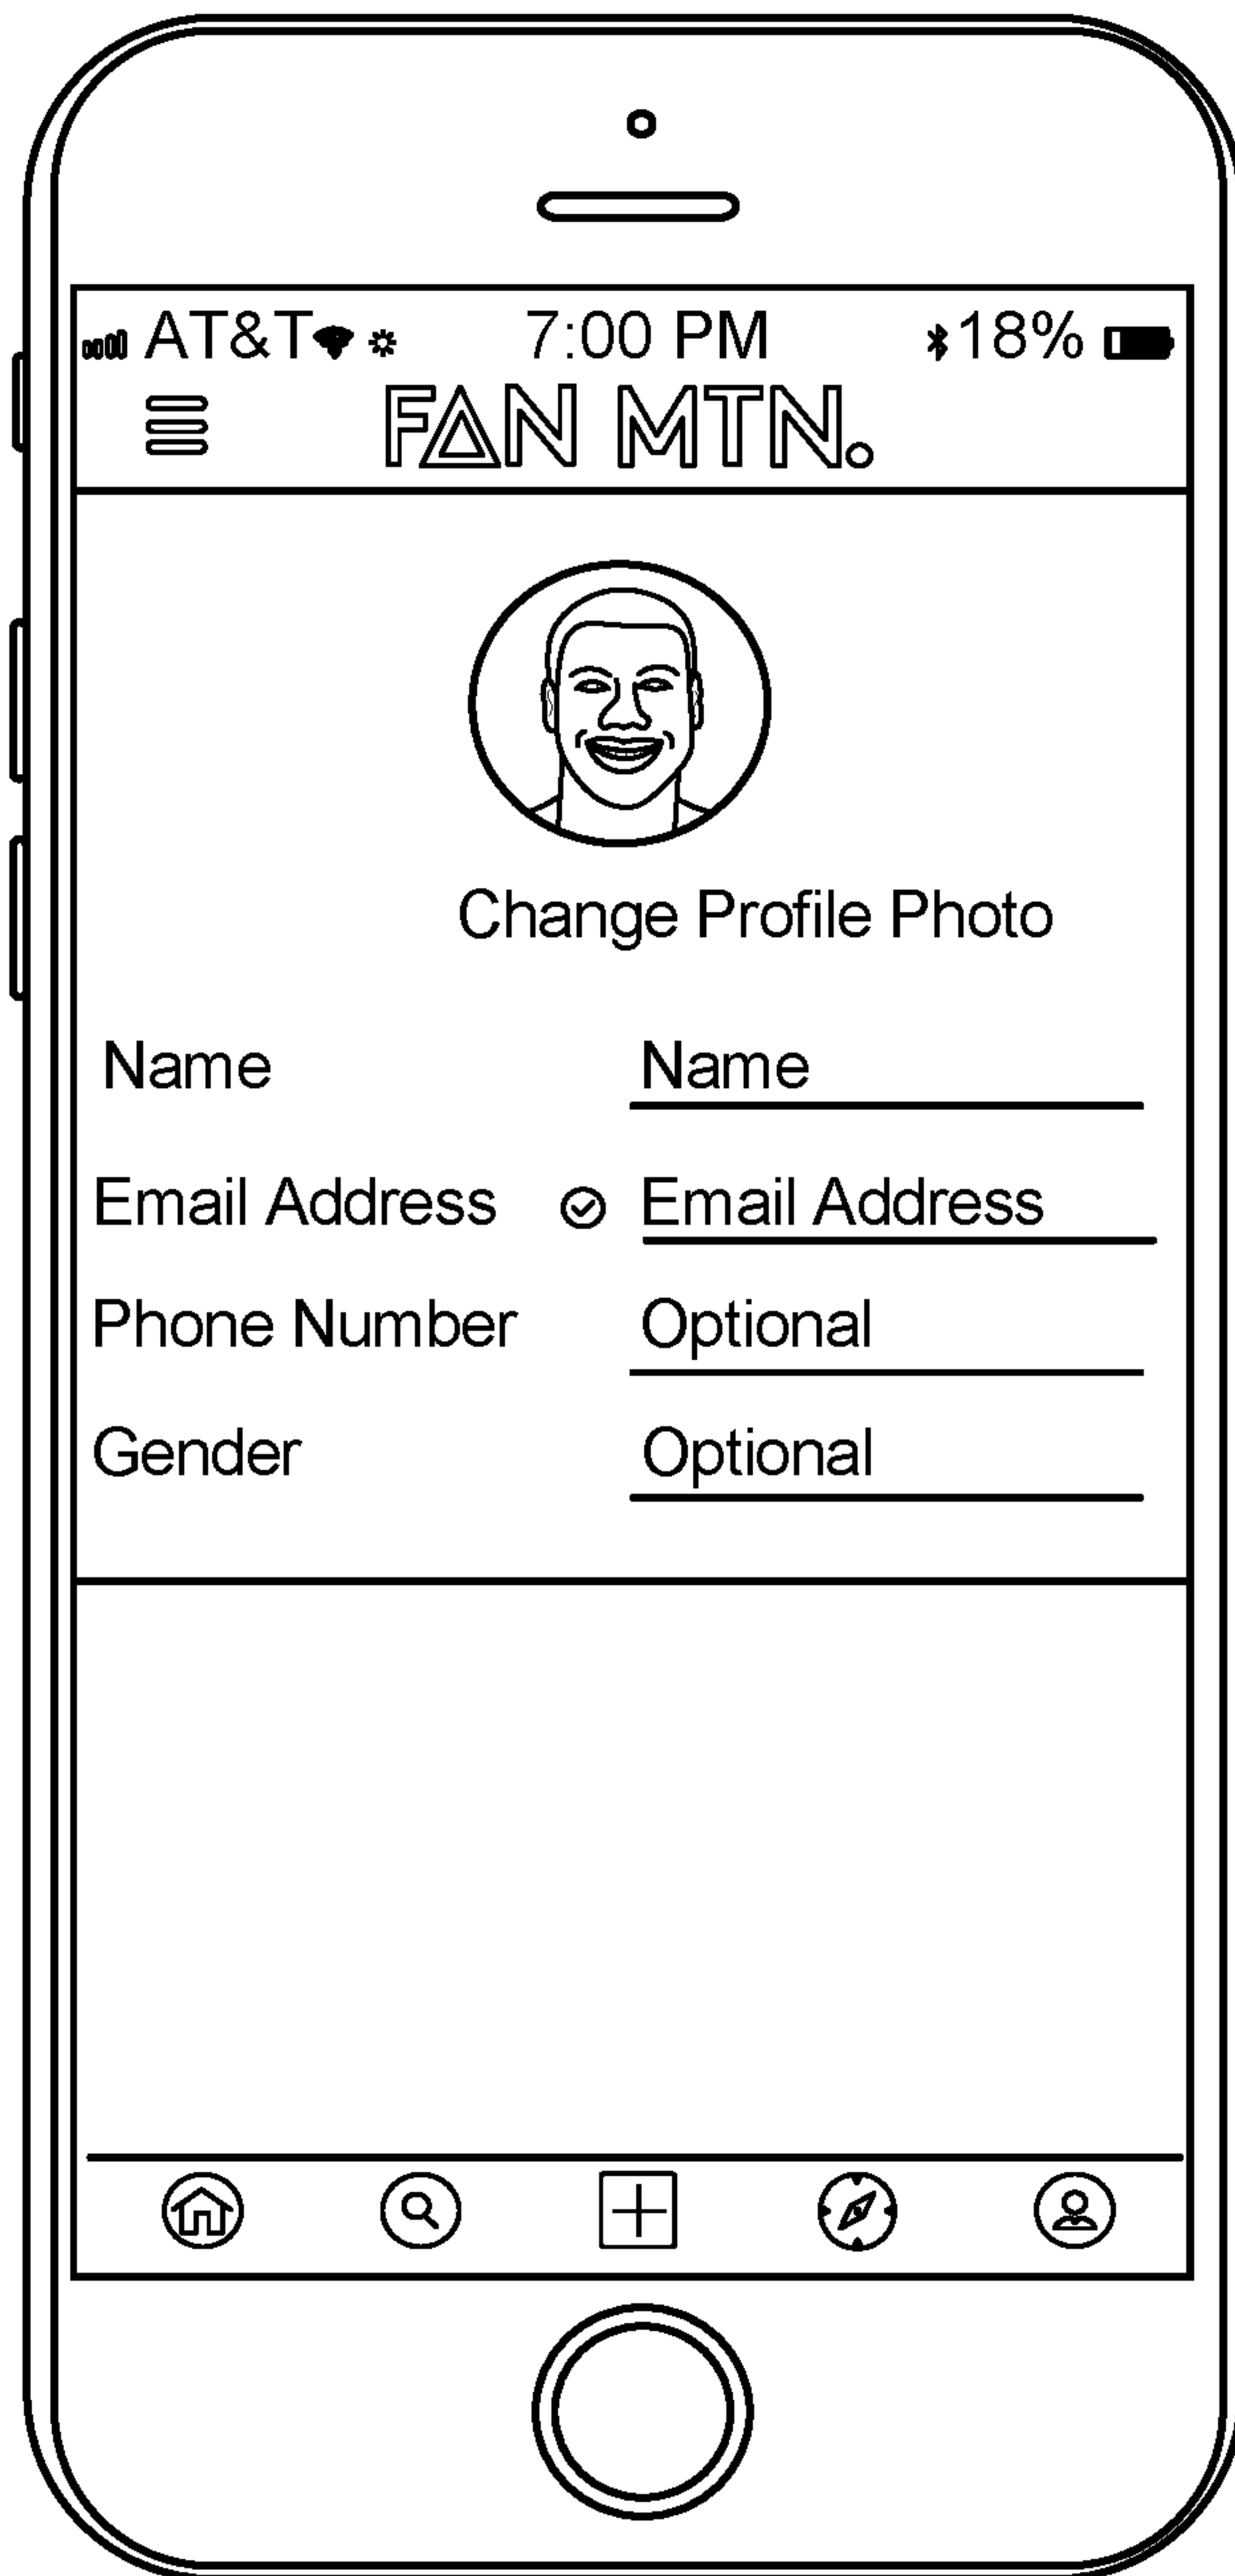 AT&T 7:00 PM 18%
FAN MTN.
Change Profile Photo
Name Name
Email Address Email Address
Phone Number Optional
Gender Optional